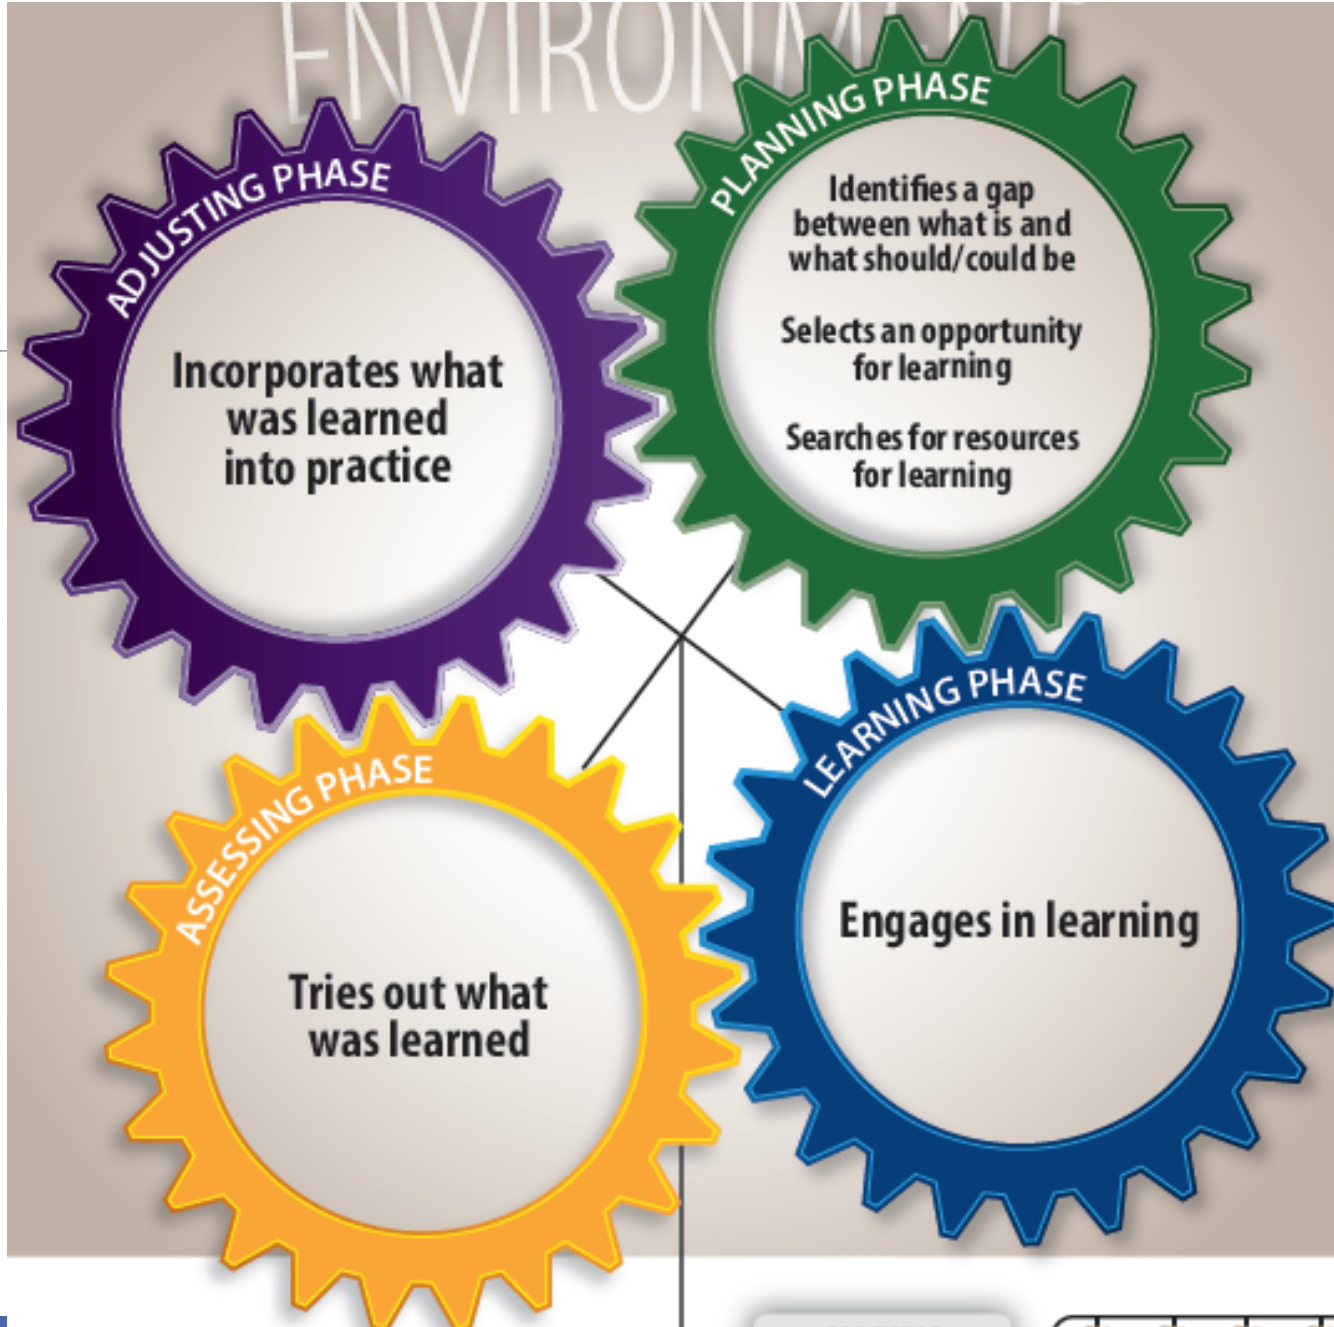 ENVIRONMENT
ADJUSTING PHASE
Incorporates what
was learned
into practice
PLANNING PHASE
Identifies a gap
between what is and
what should/could be
Selects an opportunity
for learning
Searches for resources
for learning
ASSESSING PHASE
Tries out what
was learned
LEARNING PHASE
Engages in learning